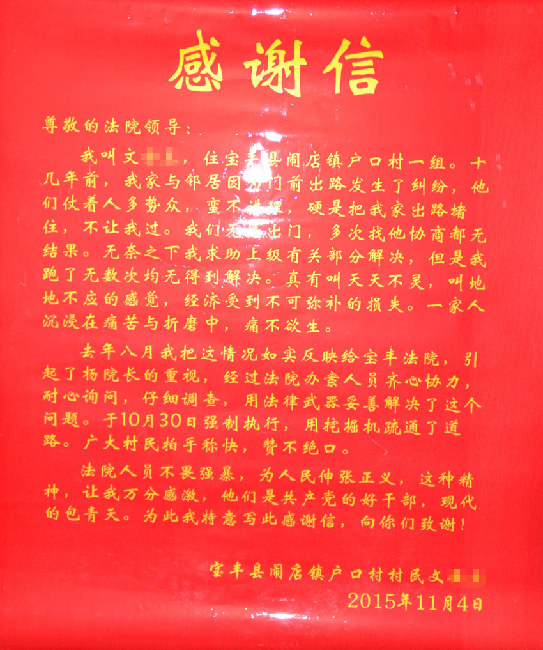 感谢信
尊敬的法院领导：
我叫文，住宝丰县闹店镇户口村一组。十
几年前，我家与邻居因为门前出路发生了纠纷，他
们仗着人多势众，蛮不讲理，硬是把我家出路堵
住，不让我过。我们无法出门，多次找他协商都无
结果。无奈之下我求助上级有关部分解决，但是我
跑了无数次均无得到解决。真有叫天天不灵，叫地
地不应的感觉，经济受到不可弥补的损失。一家人
沉浸在痛苦与折磨中，痛不欲生。
去年八月我把这情况如实反映给宝丰法院，引
起了杨院长的重视，经过法院办案人员齐心协力，
耐心询问，仔细调查，用法律武器妥善解决了这个
问题。于10月30日强制执行，用挖掘机疏通了道
路。广大村民拍手称快，赞不绝口。
法院人员不畏强暴，为人民伸张正义，这种精
神，让我万分感激，他们是共产党的好干部，现代
的包青天。为此我特意写此感谢信，向你们致谢！
宝丰县闹店镇户口村村民文
2015年11月4日